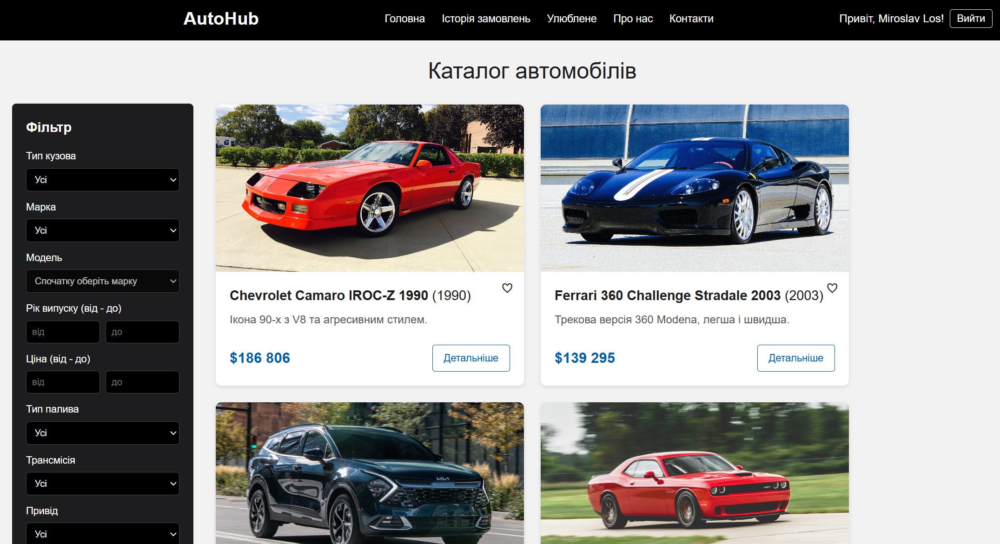 AutoHub
Головна Історія замовлень Улюблене Про нас Контакти
Привіт, Miroslav Los! Вийти
Каталог автомобілів
Фільтр
Тип кузова
Усі
Марка
Усі
Модель
Спочатку оберіть марку
Рік випуску (від - до)
від до
Ціна (від - до)
від до
Тип палива
Усі
Трансмісія
Усі
Привід
Усі
Chevrolet Camaro IROC-Z 1990 (1990)
Ікона 90-х з V8 та агресивним стилем.
$186 806 Детальніше
Ferrari 360 Challenge Stradale 2003 (2003)
Трекова версія 360 Modena, легша і швидша.
$139 295 Детальніше
KIA
SRT